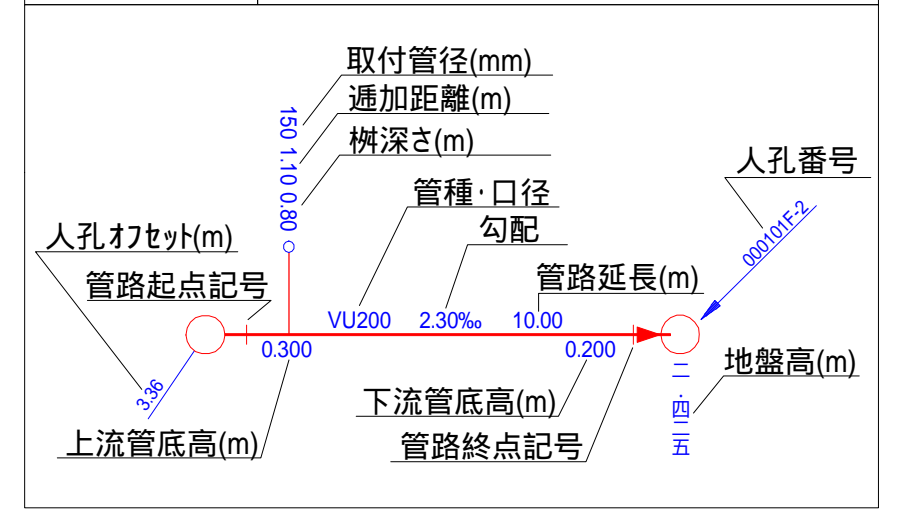 取付管径(mm)
逓加距離(m)
桝深さ(m)
150 1.10 0.80
管種・口径
勾配
人孔番号
000101F-2
人孔オフセット(m)
管路起点記号
管路延長(m)
VU200 2.30‰ 10.00
0.300
0.200
3.36
下流管底高(m)
地盤高(m)
二.四二五
上流管底高(m)
管路終点記号